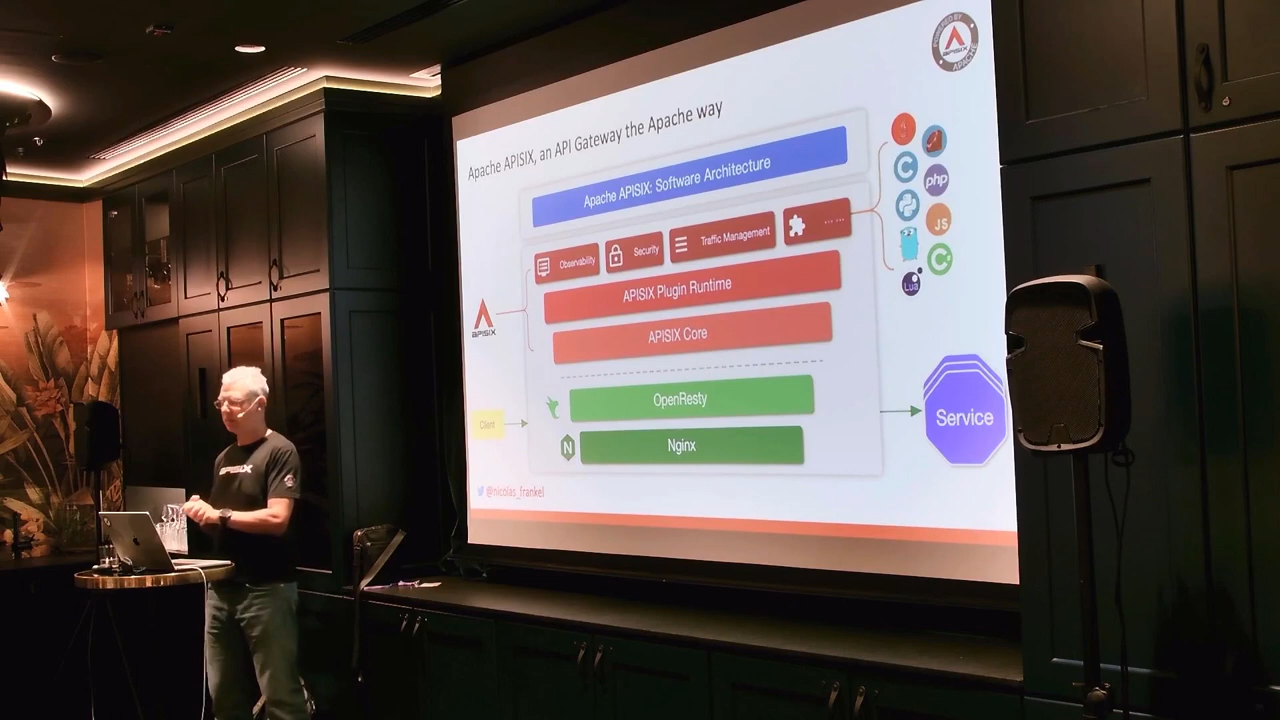 POWERED BY
APISIX
APACHE
Apache APISIX, an API Gateway the Apache way
Apache APISIX: Software Architecture
Observability
Security
Traffic Management
APISIX Plugin Runtime
APISIX Core
OpenResty
N
Nginx
APISIX
Client
C
php
JS
Lua
Service
@nicolas_frankel
APISIX